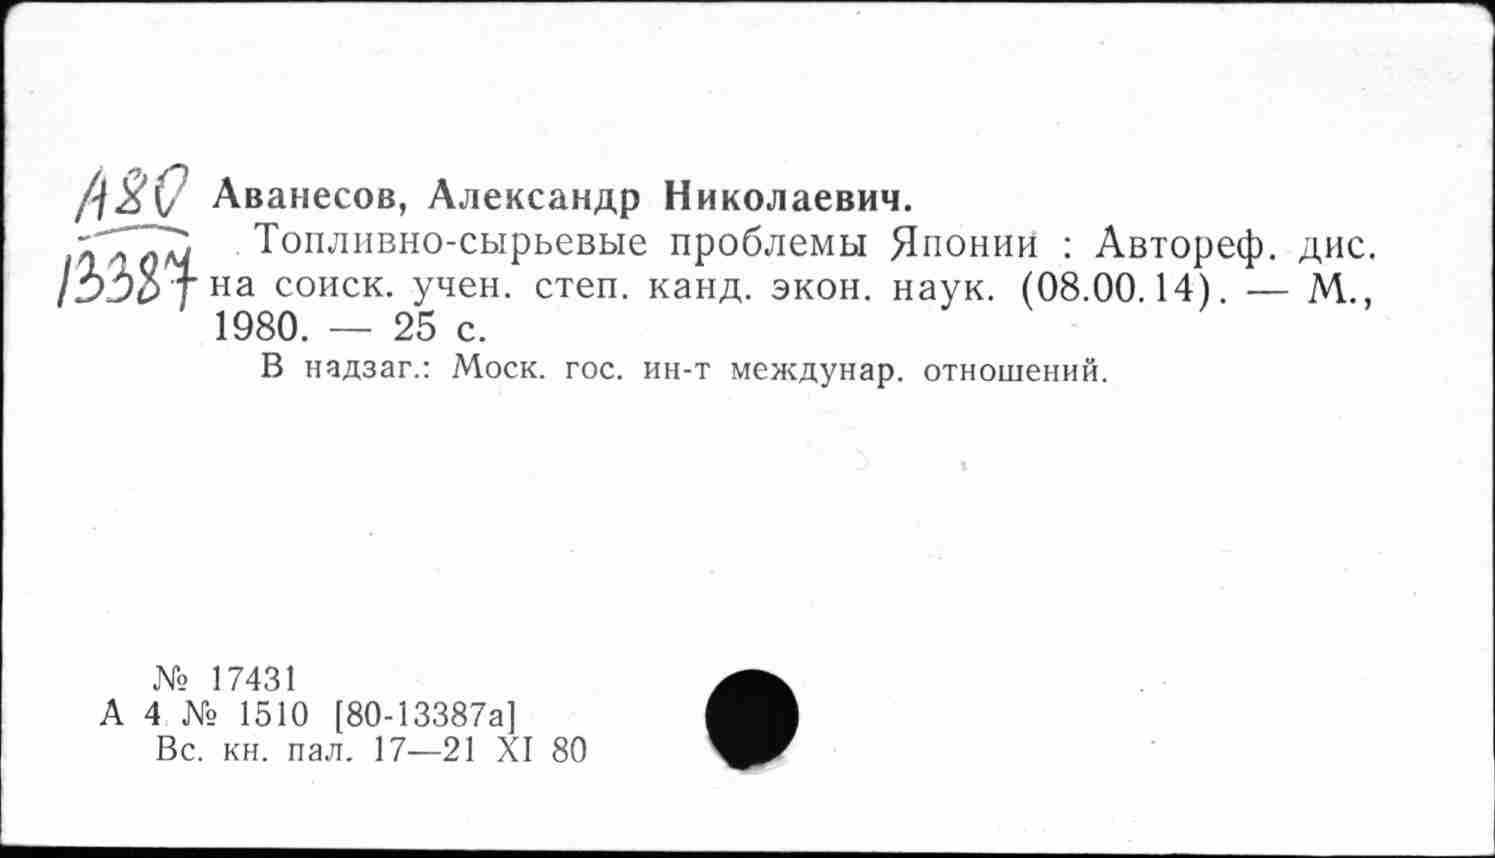 А80
13387
Аванесов, Александр Николаевич.
Топливно-сырьевые проблемы Японии : Автореф. дис.
на соиск. учен. степ. канд. экон. наук. (08.00.14). — М.,
1980. — 25 с.
В надзаг.: Моск. гос. ин-т междунар. отношений.
№ 17431
А 4 № 1510 [80-13387а]
Вс. кн. пал. 17—21 XI 80